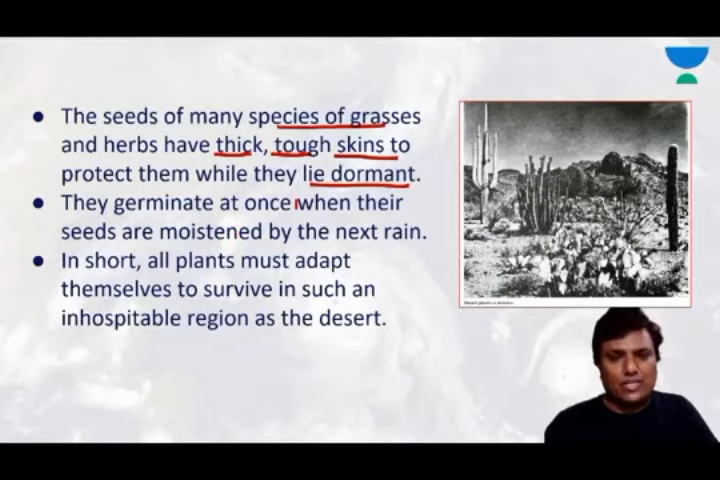 The seeds of many species of grasses
and herbs have thick, tough skins to
protect them while they lie dormant.
They germinate at once when their
seeds are moistened by the next rain.
In short, all plants must adapt
themselves to survive in such an
inhospitable region as the desert.